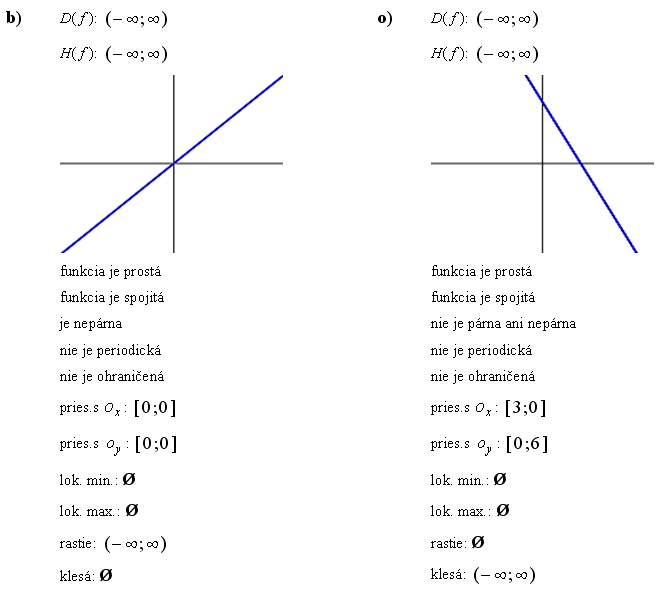 b)
D(f): (– ∞; ∞)
H(f): (– ∞; ∞)
funkcia je prostá
funkcia je spojitá
je nepárna
nie je periodická
nie je ohraničená
pries.s oₓ : [0;0]
pries.s o_y : [0;0]
lok. min.: Ø
lok. max.: Ø
rastie: (– ∞; ∞)
klesá: Ø
o)
D(f): (– ∞; ∞)
H(f): (– ∞; ∞)
funkcia je prostá
funkcia je spojitá
nie je párna ani nepárna
nie je periodická
nie je ohraničená
pries.s oₓ : [3;0]
pries.s o_y : [0;6]
lok. min.: Ø
lok. max.: Ø
rastie: Ø
klesá: (– ∞; ∞)